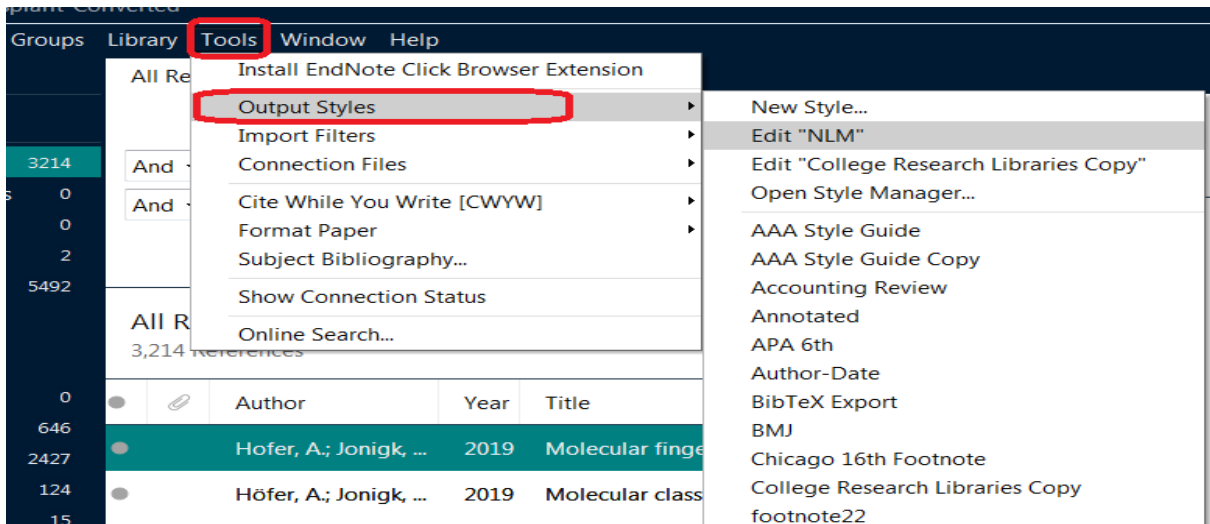 Groups Library Tools Window Help
All Re
Install EndNote Click Browser Extension
Output Styles
Import Filters
Connection Files
Cite While You Write [CWYW]
Format Paper
Subject Bibliography...
Show Connection Status
Online Search...
New Style...
Edit "NLM"
Edit "College Research Libraries Copy"
Open Style Manager...
AAA Style Guide
AAA Style Guide Copy
Accounting Review
Annotated
APA 6th
Author-Date
BibTeX Export
BMJ
Chicago 16th Footnote
College Research Libraries Copy
footnote22
3214
s 0
0
2
5492
0
646
2427
124
15
And
And
All R
3,214 References
Author Year Title
Hofer, A.; Jonigk, ... 2019 Molecular finge
Höfer, A.; Jonigk, ... 2019 Molecular class